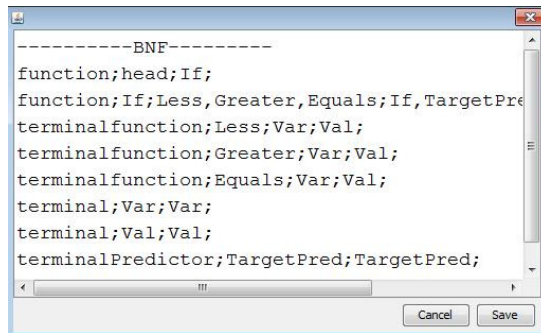 ----------BNF---------
function;head;If;
function;If;Less,Greater,Equals;If,TargetPre
terminalfunction;Less;Var;Val;
terminalfunction;Greater;Var;Val;
terminalfunction;Equals;Var;Val;
terminal;Var;Var;
terminal;Val;Val;
terminalPredictor;TargetPred;TargetPred;
Cancel Save